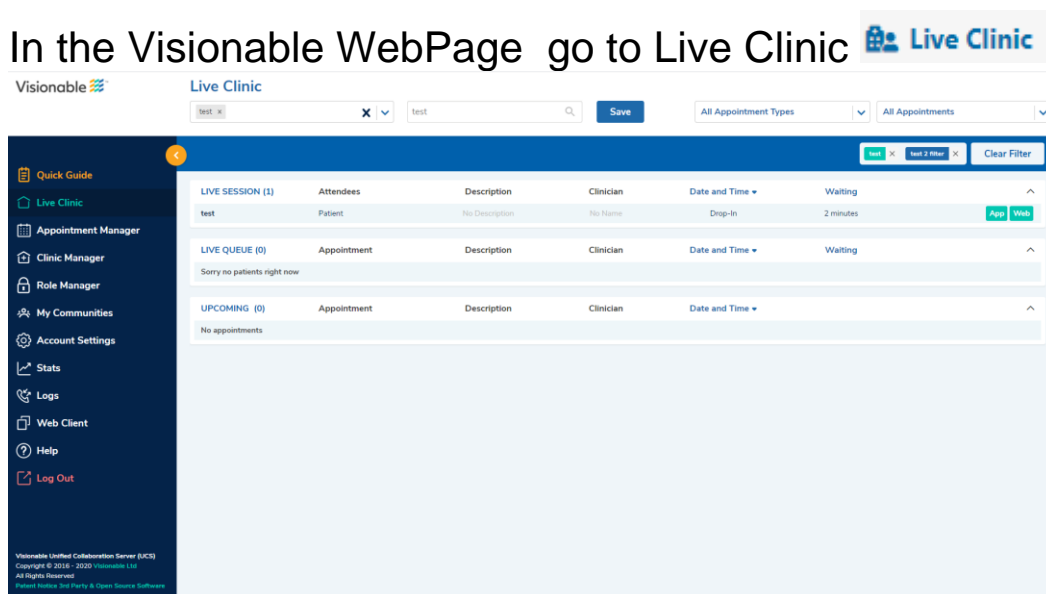 In the Visionable WebPage go to Live Clinic Live Clinic
Visionable
Live Clinic
test × X test Save All Appointment Types All Appointments
test × test 2 filter × Clear Filter
Quick Guide
Live Clinic
Appointment Manager
Clinic Manager
Role Manager
My Communities
Account Settings
Stats
Logs
Web Client
Help
Log Out
LIVE SESSION (1) Attendees Description Clinician Date and Time Waiting
test Patient No Description No Name Drop-In 2 minutes App Web
LIVE QUEUE (0) Appointment Description Clinician Date and Time Waiting
Sorry no patients right now
UPCOMING (0) Appointment Description Clinician Date and Time
No appointments
Visionable Unified Collaboration Server (UCS)
Copyright © 2016 - 2020 Visionable Ltd
All Rights Reserved
Patent Notice 3rd Party & Open Source Software